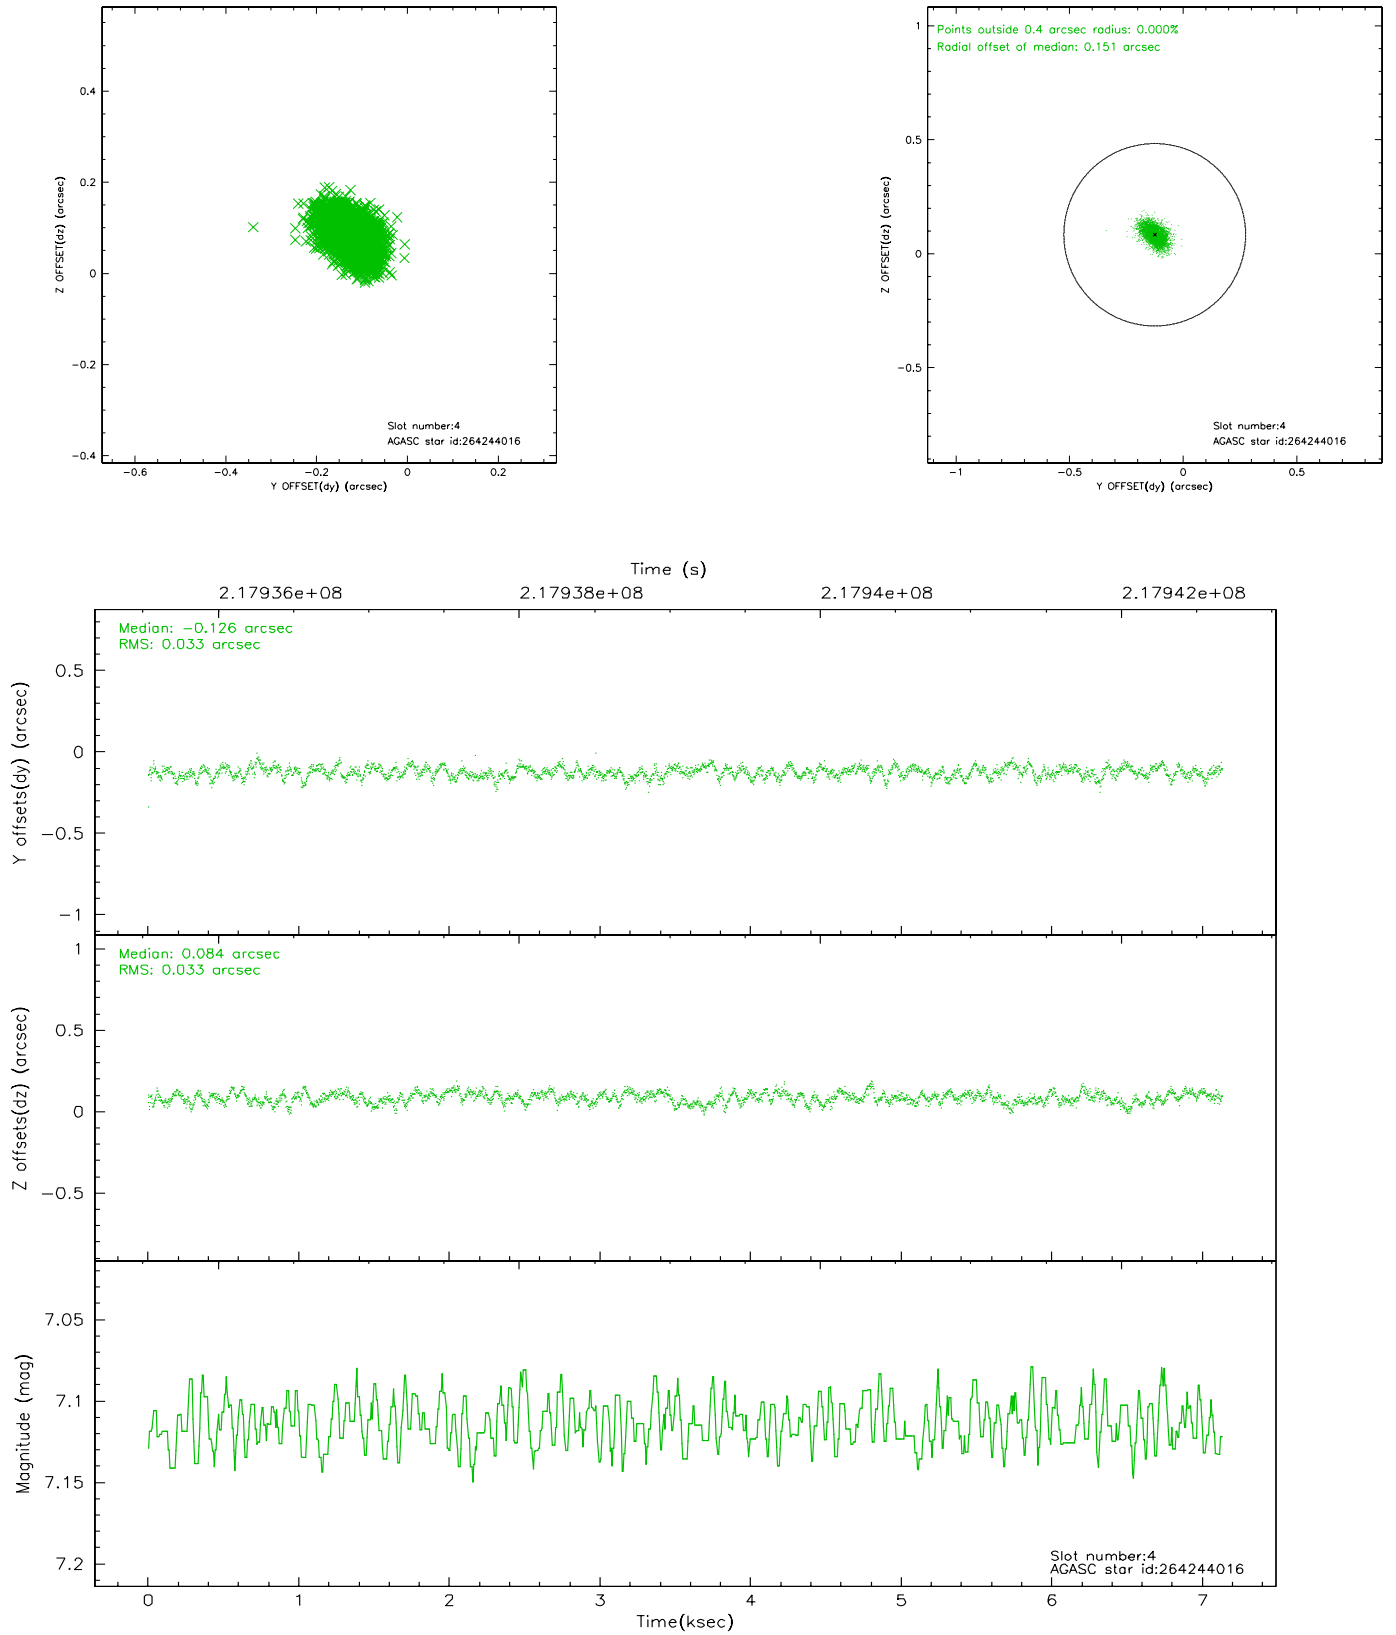 0.4
0.2
0
−0.2
−0.4
Z OFFSET(dz) (arcsec)
Slot number:4
AGASC star id:264244016
−0.6 −0.4 −0.2 0 0.2
Y OFFSET(dy) (arcsec)
Points outside 0.4 arcsec radius: 0.000%
Radial offset of median: 0.151 arcsec
1
0.5
0
−0.5
Z OFFSET(dz) (arcsec)
Slot number:4
AGASC star id:264244016
−1 −0.5 0 0.5
Y OFFSET(dy) (arcsec)
Time (s)
2.17936e+08 2.17938e+08 2.1794e+08 2.17942e+08
Median: −0.126 arcsec
RMS: 0.033 arcsec
0.5
0
−0.5
−1
Y offsets(dy) (arcsec)
Median: 0.084 arcsec
RMS: 0.033 arcsec
1
0.5
0
−0.5
Z offsets(dz) (arcsec)
7.05
7.1
7.15
7.2
Magnitude (mag)
Slot number:4
AGASC star id:264244016
0 1 2 3 4 5 6 7
Time(ksec)